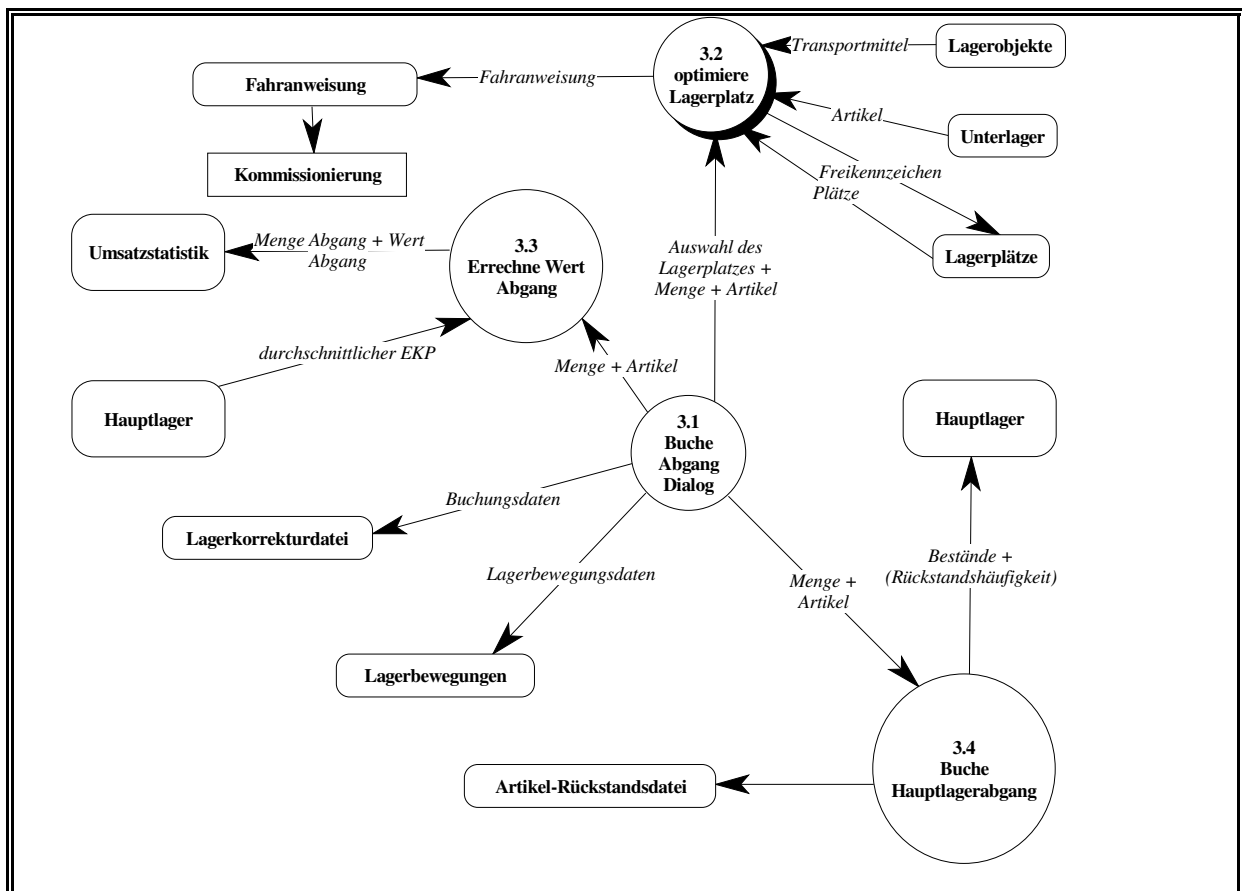 3.2
optimiere
Lagerplatz
Transportmittel
Lagerobjekte
Fahranweisung
Fahranweisung
Artikel
Unterlager
Kommissionierung
Freikennzeichen
Plätze
Lagerplätze
Umsatzstatistik
Menge Abgang + Wert
Abgang
3.3
Errechne Wert
Abgang
Auswahl des
Lagerplatzes +
Menge + Artikel
durchschnittlicher EKP
Menge + Artikel
Hauptlager
3.1
Buche
Abgang
Dialog
Hauptlager
Buchungsdaten
Lagerkorrekturdatei
Lagerbewegungsdaten
Menge +
Artikel
Bestände +
(Rückstandshäufigkeit)
Lagerbewegungen
3.4
Buche
Hauptlagerabgang
Artikel-Rückstandsdatei